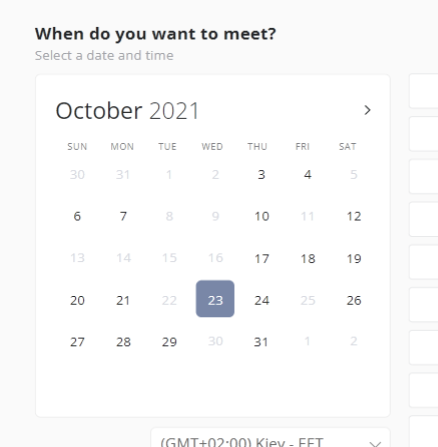 When do you want to meet?
Select a date and time
October 2021
SUN MON TUE WED THU FRI SAT
30 31 1 2 3 4 5
6 7 8 9 10 11 12
13 14 15 16 17 18 19
20 21 22 23 24 25 26
27 28 29 30 31 1 2
(GMT+02:00) Kiev - EET